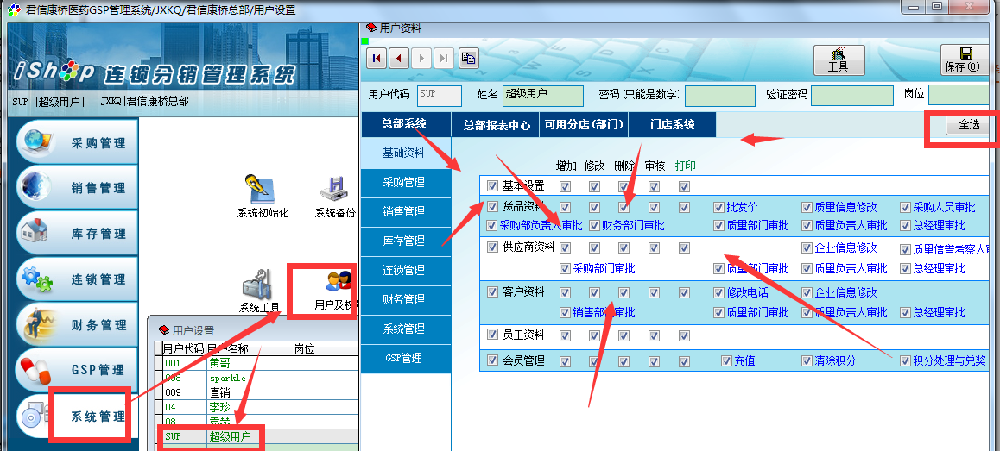 君信康桥医药GSP管理系统/JXKQ/君信康桥总部/用户设置
用户资料
iShop 连锁分销管理系统
工具
保存(O)
SUP |超级用户| JXKQ|君信康桥总部
用户代码 SUP 姓名 超级用户 密码(只能是数字) 验证密码 岗位
总部系统 总部报表中心 可用分店(部门) 门店系统 全选
采购管理
销售管理
库存管理
连锁管理
财务管理
GSP管理
系统管理
系统初始化 系统备份
系统工具 用户及权
用户设置
用户代码 用户名称 岗位
001 黄哥
008 sparkle
009 直销
04 李珍
08 袁琴
SUP 超级用户
基础资料
采购管理
销售管理
库存管理
连锁管理
财务管理
系统管理
GSP管理
增加 修改 删除 审核 打印
基本设置
货品资料 批发价 质量信息修改 采购人员审批
采购部负责人审批 财务部门审批 质量部门审批 质量负责人审批 总经理审批
供应商资料 企业信息修改 质量信誉考察人
采购部门审批 质量部门审批 质量负责人审批 总经理审批
客户资料 修改电话 企业信息修改
销售部门审批 质量部门审批 质量负责人审批 总经理审批
员工资料
会员管理 充值 清除积分 积分处理与兑奖